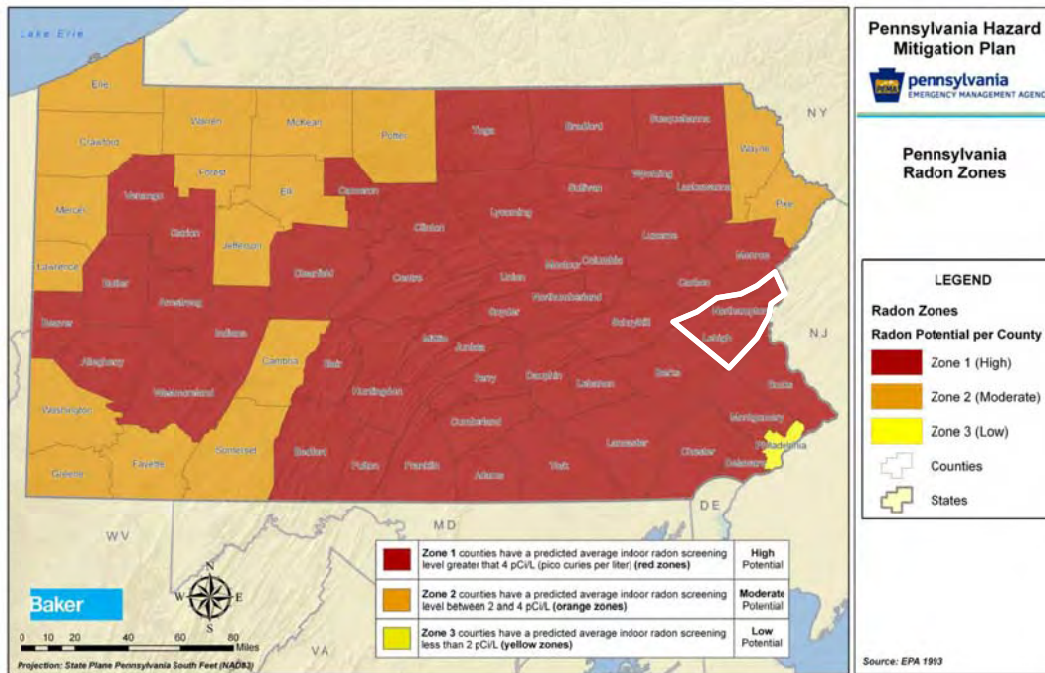 Lake Erie
Erie
Crawford
Warren
McKean
Potter
Tioga
Bradford
Susquehanna
Wayne
NY
Forest
Venango
Elk
Cameron
Sullivan
Wyoming
Lackawanna
Pike
Mercer
Clarion
Jefferson
Clinton
Lycoming
Luzerne
Monroe
Lawrence
Butler
Clearfield
Centre
Union
Montour
Columbia
Carbon
Armstrong
Northumberland
Northampton
Snyder
Beaver
Indiana
Schuylkill
Lehigh
NJ
Mifflin
Juniata
Allegheny
Cambria
Blair
Perry
Dauphin
Lebanon
Berks
Bucks
Westmoreland
Huntingdon
Washington
Cumberland
Montgomery
Philadelphia
Lancaster
Chester
Delaware
Greene
Fayette
Somerset
Bedford
Fulton
Franklin
Adams
York
WV
MD
DE
VA
N
W E
S
Baker
0 10 20 40 60 80
Miles
Projection: State Plane Pennsylvania South Feet (NAD83)
Zone 1 counties have a predicted average indoor radon screening
level greater that 4 pCi/L (pico curies per liter) (red zones)
High
Potential
Zone 2 counties have a predicted average indoor radon screening
level between 2 and 4 pCi/L (orange zones)
Moderate
Potential
Zone 3 counties have a predicted average indoor radon screening
less than 2 pCi/L (yellow zones)
Low
Potential
Pennsylvania Hazard
Mitigation Plan
PEMA
pennsylvania
EMERGENCY MANAGEMENT AGENC
Pennsylvania
Radon Zones
LEGEND
Radon Zones
Radon Potential per County
Zone 1 (High)
Zone 2 (Moderate)
Zone 3 (Low)
Counties
States
Source: EPA 1993